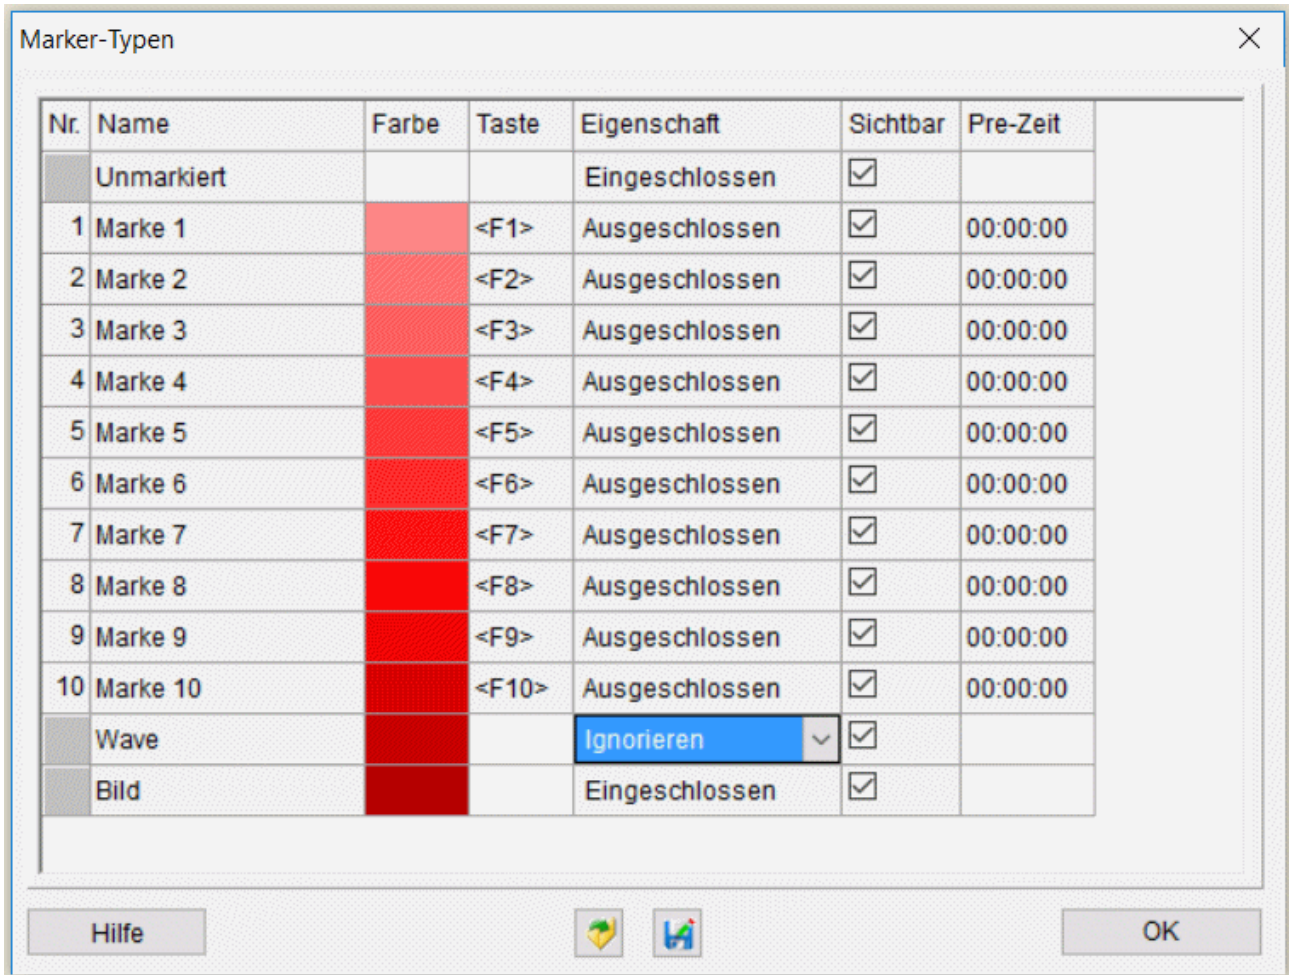 Marker-Typen
Nr. Name Farbe Taste Eigenschaft Sichtbar Pre-Zeit
Unmarkiert Eingeschlossen
1 Marke 1 <F1> Ausgeschlossen 00:00:00
2 Marke 2 <F2> Ausgeschlossen 00:00:00
3 Marke 3 <F3> Ausgeschlossen 00:00:00
4 Marke 4 <F4> Ausgeschlossen 00:00:00
5 Marke 5 <F5> Ausgeschlossen 00:00:00
6 Marke 6 <F6> Ausgeschlossen 00:00:00
7 Marke 7 <F7> Ausgeschlossen 00:00:00
8 Marke 8 <F8> Ausgeschlossen 00:00:00
9 Marke 9 <F9> Ausgeschlossen 00:00:00
10 Marke 10 <F10> Ausgeschlossen 00:00:00
Wave Ignorieren
Bild Eingeschlossen
Hilfe OK